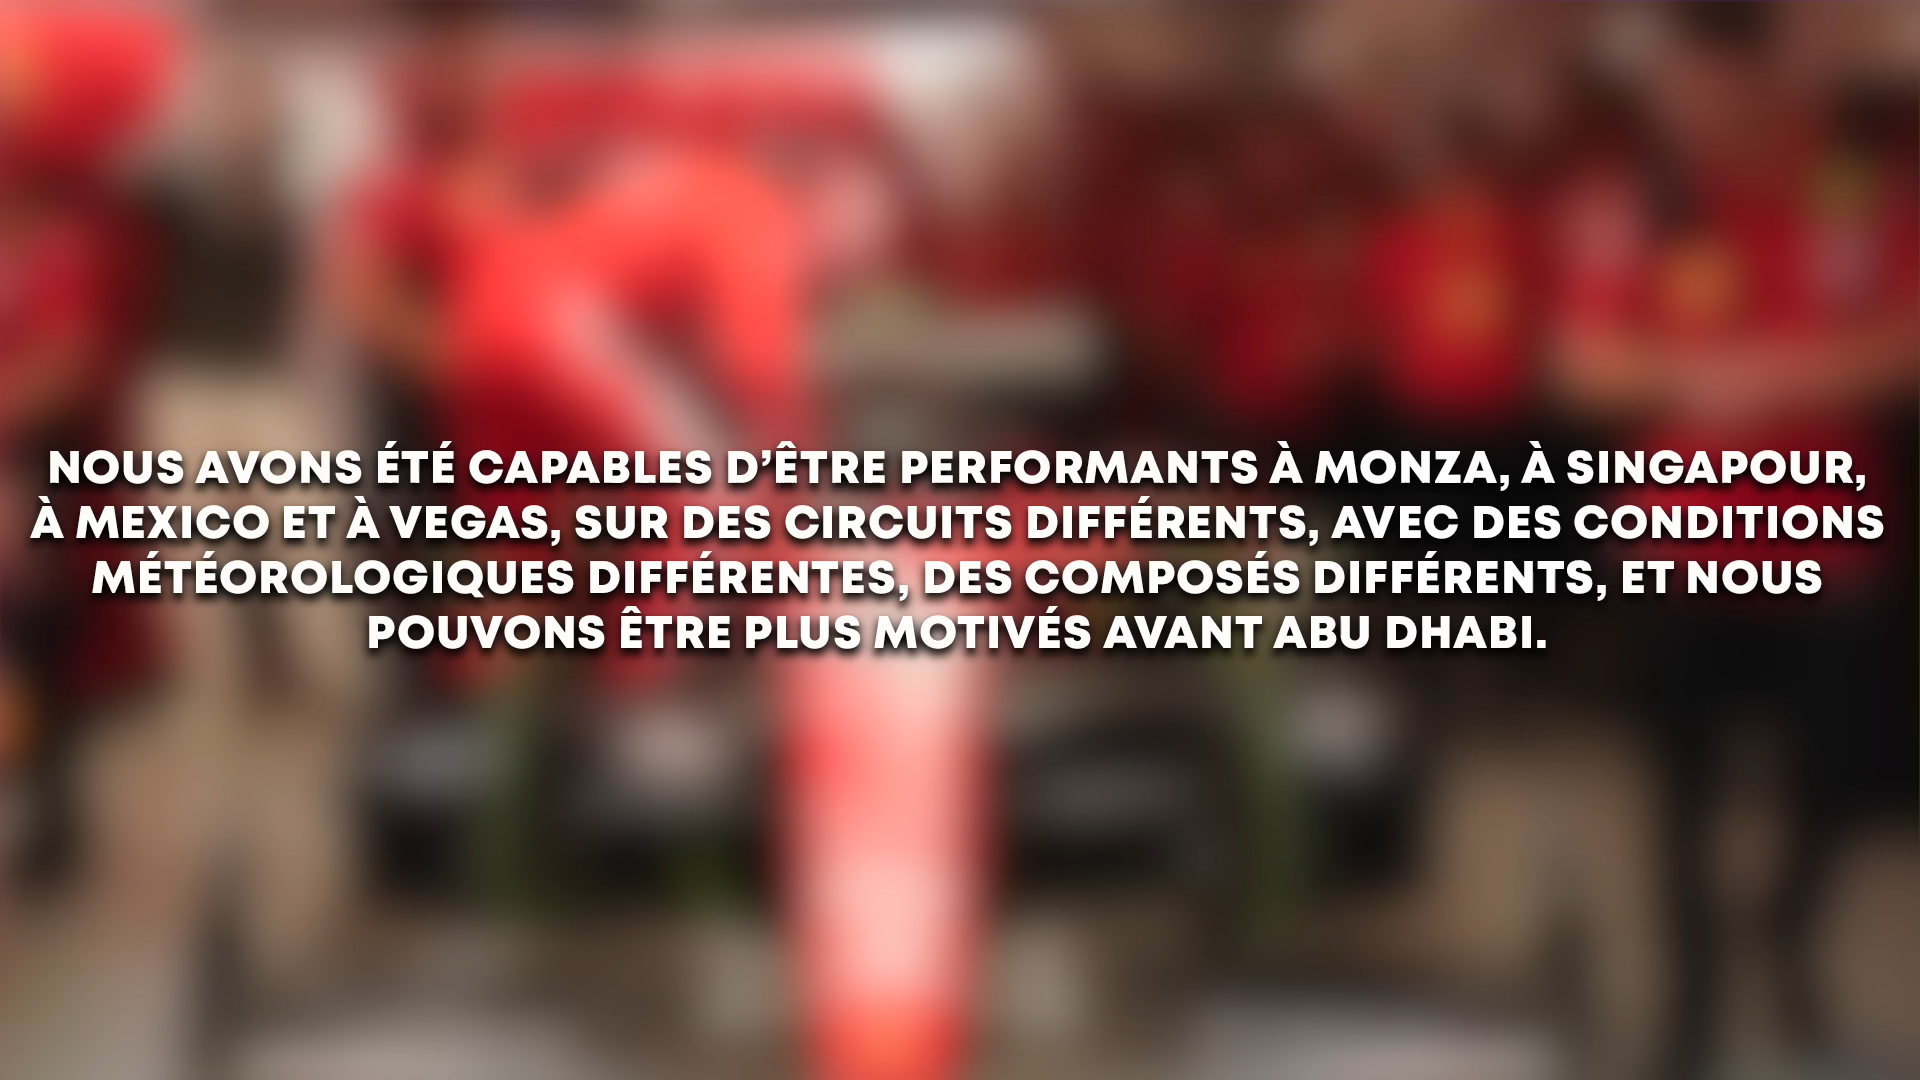 NOUS AVONS ÉTÉ CAPABLES D’ÊTRE PERFORMANTS À MONZA, À SINGAPOUR,
À MEXICO ET À VEGAS, SUR DES CIRCUITS DIFFÉRENTS, AVEC DES CONDITIONS
MÉTÉOROLOGIQUES DIFFÉRENTES, DES COMPOSÉS DIFFÉRENTS, ET NOUS
POUVONS ÊTRE PLUS MOTIVÉS AVANT ABU DHABI.